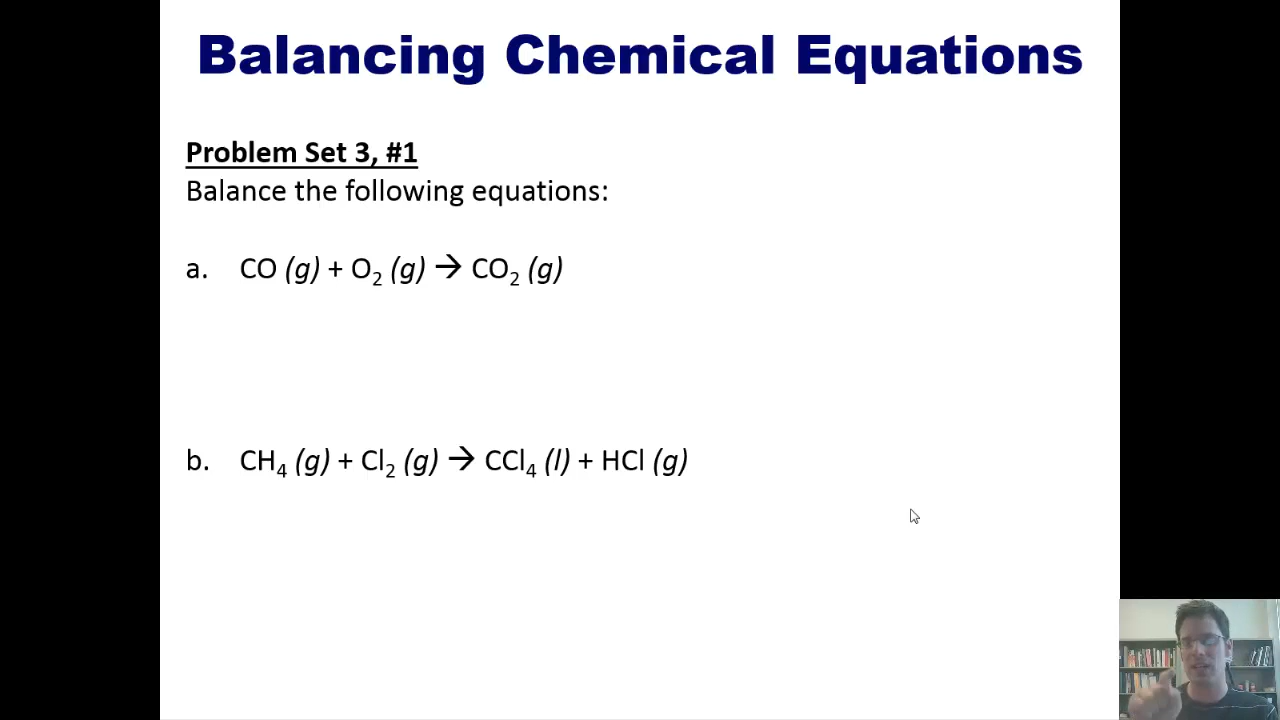 Balancing Chemical Equations
Problem Set 3, #1
Balance the following equations:
a. CO (g) + O₂ (g) → CO₂ (g)
b. CH₄ (g) + Cl₂ (g) → CCl₄ (l) + HCl (g)